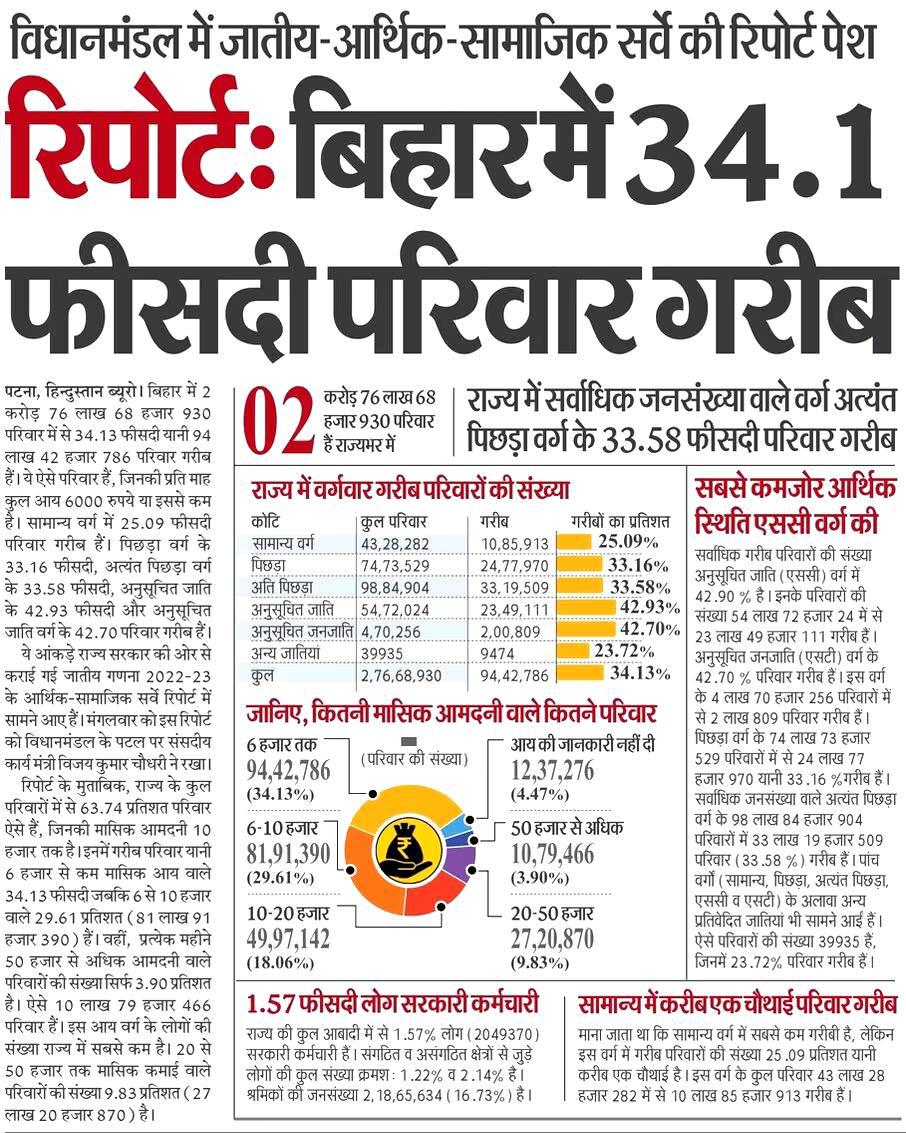 विधानमंडल में जातीय-आर्थिक-सामाजिक सर्वे की रिपोर्ट पेश
रिपोर्ट: बिहार में 34.1
फीसदी परिवार गरीब
पटना, हिन्दुस्तान ब्यूरो। बिहार में 2
करोड़ 76 लाख 68 हजार 930
परिवार में से 34.13 फीसदी यानी 94
लाख 42 हजार 786 परिवार गरीब
हैं। ये ऐसे परिवार हैं, जिनकी प्रति माह
कुल आय 6000 रुपये या इससे कम
है। सामान्य वर्ग में 25.09 फीसदी
परिवार गरीब हैं। पिछड़ा वर्ग के
33.16 फीसदी, अत्यंत पिछड़ा वर्ग
के 33.58 फीसदी, अनुसूचित जाति
के 42.93 फीसदी और अनुसूचित
जाति वर्ग के 42.70 परिवार गरीब हैं।
ये आंकड़े राज्य सरकार की ओर से
कराई गई जातीय गणना 2022-23
के आर्थिक-सामाजिक सर्वे रिपोर्ट में
सामने आए हैं। मंगलवार को इस रिपोर्ट
को विधानमंडल के पटल पर संसदीय
कार्य मंत्री विजय कुमार चौधरी ने रखा।
रिपोर्ट के मुताबिक, राज्य के कुल
परिवारों में से 63.74 प्रतिशत परिवार
ऐसे हैं, जिनकी मासिक आमदनी 10
हजार तक है। इनमें गरीब परिवार यानी
6 हजार से कम मासिक आय वाले
34.13 फीसदी जबकि 6 से 10 हजार
वाले 29.61 प्रतिशत (81 लाख 91
हजार 390) हैं। वहीं, प्रत्येक महीने
50 हजार से अधिक आमदनी वाले
परिवारों की संख्या सिर्फ 3.90 प्रतिशत
है। ऐसे 10 लाख 79 हजार 466
परिवार हैं। इस आय वर्ग के लोगों की
संख्या राज्य में सबसे कम है। 20 से
50 हजार तक मासिक कमाई वाले
परिवारों की संख्या 9.83 प्रतिशत (27
लाख 20 हजार 870) है।
02
करोड़ 76 लाख 68
हजार 930 परिवार
हैं राज्यभर में
राज्य में सर्वाधिक जनसंख्या वाले वर्ग अत्यंत
पिछड़ा वर्ग के 33.58 फीसदी परिवार गरीब
राज्य में वर्गवार गरीब परिवारों की संख्या
कोटि कुल परिवार गरीब गरीबों का प्रतिशत
सामान्य वर्ग 43,28,282 10,85,913 25.09%
पिछड़ा 74,73,529 24,77,970 33.16%
अति पिछड़ा 98,84,904 33,19,509 33.58%
अनुसूचित जाति 54,72,024 23,49,111 42.93%
अनुसूचित जनजाति 4,70,256 2,00,809 42.70%
अन्य जातियां 39935 9474 23.72%
कुल 2,76,68,930 94,42,786 34.13%
जानिए, कितनी मासिक आमदनी वाले कितने परिवार
(परिवार की संख्या)
6 हजार तक
94,42,786
(34.13%)
6-10 हजार
81,91,390
(29.61%)
10-20 हजार
49,97,142
(18.06%)
आय की जानकारी नहीं दी
12,37,276
(4.47%)
50 हजार से अधिक
10,79,466
(3.90%)
20-50 हजार
27,20,870
(9.83%)
₹
सबसे कमजोर आर्थिक
स्थिति एससी वर्ग की
सर्वाधिक गरीब परिवारों की संख्या
अनुसूचित जाति (एससी) वर्ग में
42.90 % है। इनके परिवारों की
संख्या 54 लाख 72 हजार 24 में से
23 लाख 49 हजार 111 गरीब हैं।
अनुसूचित जनजाति (एसटी) वर्ग के
42.70 % परिवार गरीब हैं। इस वर्ग
के 4 लाख 70 हजार 256 परिवारों में
से 2 लाख 809 परिवार गरीब हैं।
पिछड़ा वर्ग के 74 लाख 73 हजार
529 परिवारों में से 24 लाख 77
हजार 970 यानी 33.16 %गरीब हैं।
सर्वाधिक जनसंख्या वाले अत्यंत पिछड़ा
वर्ग के 98 लाख 84 हजार 904
परिवारों में 33 लाख 19 हजार 509
परिवार (33.58 %) गरीब हैं। पांच
वर्गों (सामान्य, पिछड़ा, अत्यंत पिछड़ा,
एससी व एसटी) के अलावा अन्य
प्रतिवेदित जातियां भी सामने आई हैं।
ऐसे परिवारों की संख्या 39935 हैं,
जिनमें 23.72% परिवार गरीब हैं।
1.57 फीसदी लोग सरकारी कर्मचारी
राज्य की कुल आबादी में से 1.57% लोग (2049370)
सरकारी कर्मचारी हैं। संगठित व असंगठित क्षेत्रों से जुड़े
लोगों की कुल संख्या क्रमश: 1.22% व 2.14% है।
श्रमिकों की जनसंख्या 2,18,65,634 (16.73%) है।
सामान्य में करीब एक चौथाई परिवार गरीब
माना जाता था कि सामान्य वर्ग में सबसे कम गरीबी है, लेकिन
इस वर्ग में गरीब परिवारों की संख्या 25.09 प्रतिशत यानी
करीब एक चौथाई है। इस वर्ग के कुल परिवार 43 लाख 28
हजार 282 में से 10 लाख 85 हजार 913 गरीब हैं।